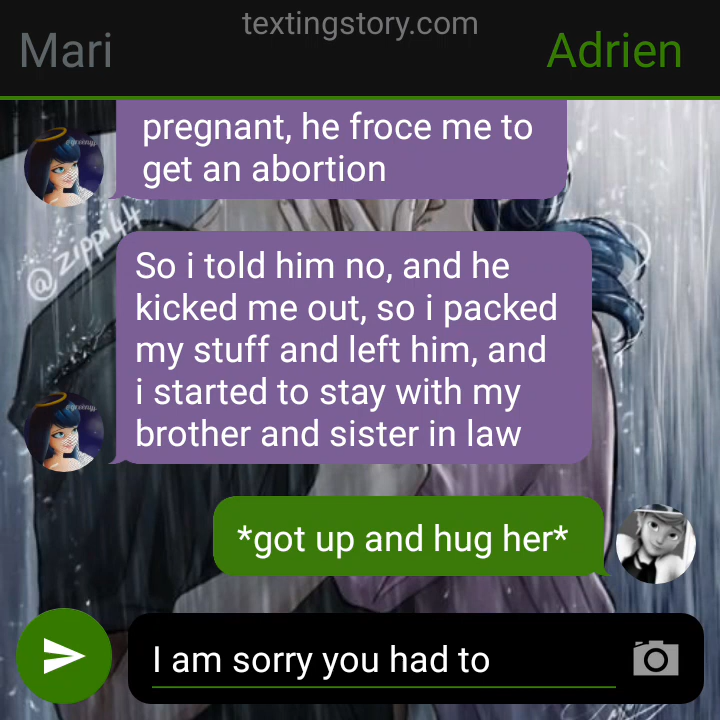 textingstory.com
Mari
Adrien
pregnant, he froce me to
get an abortion
@zippi44
So i told him no, and he
kicked me out, so i packed
my stuff and left him, and
i started to stay with my
brother and sister in law
*got up and hug her*
I am sorry you had to